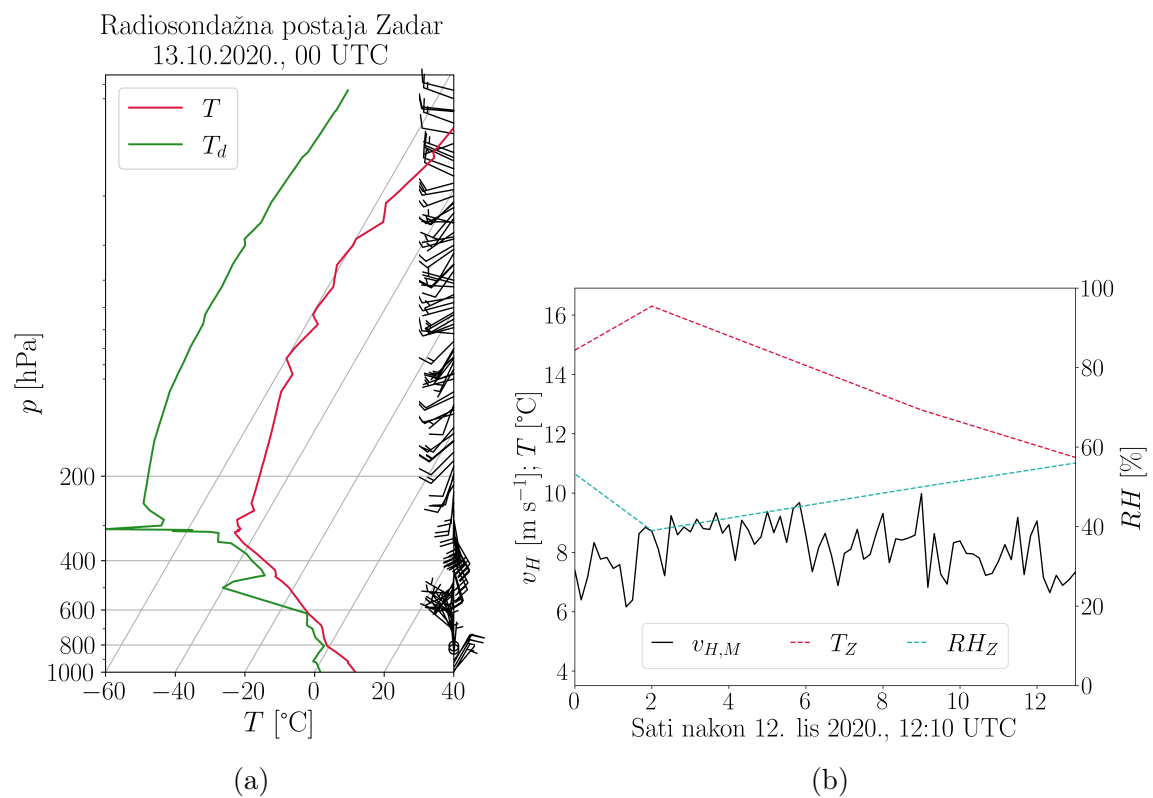 Radiosondažna postaja Zadar
13.10.2020., 00 UTC
T
T_d
p [hPa]
200
400
600
800
1000
−60
−40
−20
0
20
40
T [°C]
(a)
v_H [m s⁻¹]; T [°C]
16
14
12
10
8
6
4
100
80
60
40
20
0
RH [%]
v_{H,M}
T_Z
RH_Z
0
2
4
6
8
10
12
Sati nakon 12. lis 2020., 12:10 UTC
(b)